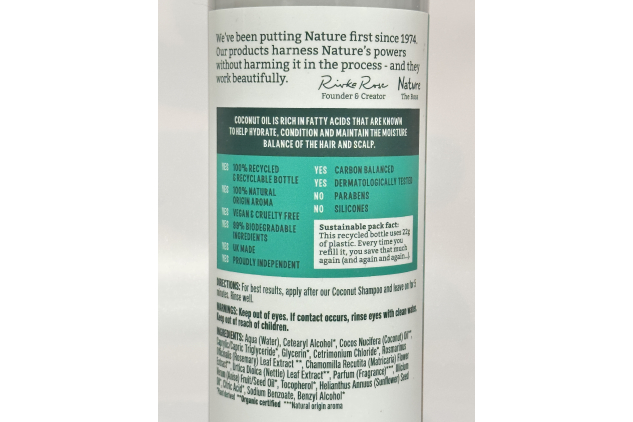 We've been putting Nature first since 1974.
Our products harness Nature's powers
without harming it in the process - and they
work beautifully.
Rivka Rose Nature
Founder & Creator The Boss
COCONUT OIL IS RICH IN FATTY ACIDS THAT ARE KNOWN
TO HELP HYDRATE, CONDITION AND MAINTAIN THE MOISTURE
BALANCE OF THE HAIR AND SCALP.
YES 100% RECYCLED
& RECYCLABLE BOTTLE
YES 100% NATURAL
ORIGIN AROMA
YES VEGAN & CRUELTY FREE
YES 98% BIODEGRADABLE
INGREDIENTS
YES UK MADE
YES PROUDLY INDEPENDENT
YES CARBON BALANCED
YES DERMATOLOGICALLY TESTED
NO PARABENS
NO SILICONES
Sustainable pack fact:
This recycled bottle uses 22g
of plastic. Every time you
refill it, you save that much
again (and again and again...).
DIRECTIONS: For best results, apply after our Coconut Shampoo and leave on for 5
minutes. Rinse well.
WARNINGS: Keep out of eyes. If contact occurs, rinse eyes with clean water.
Keep out of reach of children.
INGREDIENTS: Aqua (Water), Cetearyl Alcohol*, Cocos Nucifera (Coconut) Oil**,
Caprylic/Capric Triglyceride*, Glycerin*, Cetrimonium Chloride*, Rosmarinus
Officinalis (Rosemary) Leaf Extract**, Chamomilla Recutita (Matricaria) Flower
Extract**, Urtica Dioica (Nettle) Leaf Extract**, Parfum (Fragrance)***, Illicium
Verum (Anise) Fruit/Seed Oil*, Tocopherol*, Helianthus Annuus (Sunflower) Seed
Oil, Citric Acid*, Sodium Benzoate, Benzyl Alcohol*
*Plant derived **Organic certified ***Natural origin aroma